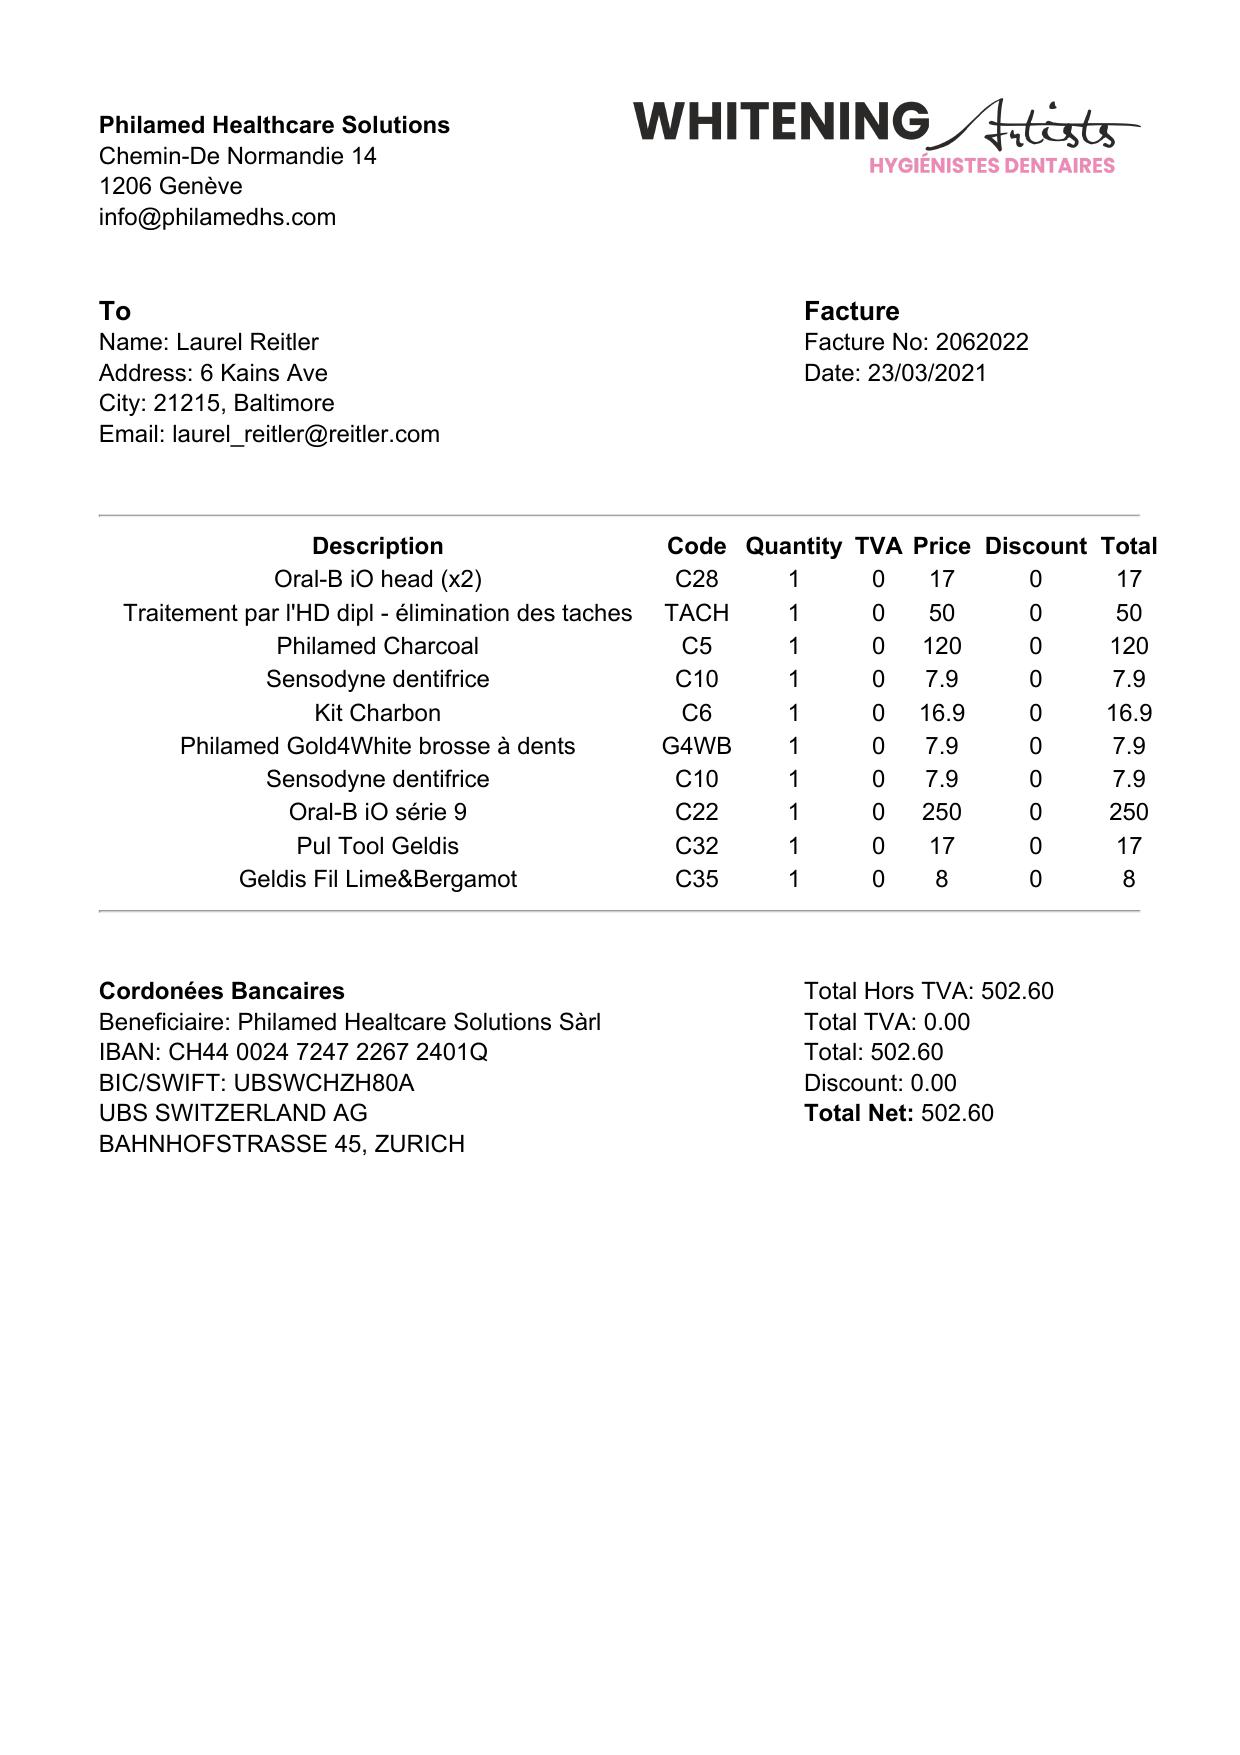 Philamed Healthcare Solutions
Chemin-De Normandie 14
1206 Genève
info@philamedhs.com
WHITENING Artists
HYGIÉNISTES DENTAIRES
To
Name: Laurel Reitler
Address: 6 Kains Ave
City: 21215, Baltimore
Email: laurel_reitler@reitler.com
Facture
Facture No: 2062022
Date: 23/03/2021
Description Code Quantity TVA Price Discount Total
Oral-B iO head (x2) C28 1 0 17 0 17
Traitement par l'HD dipl - élimination des taches TACH 1 0 50 0 50
Philamed Charcoal C5 1 0 120 0 120
Sensodyne dentifrice C10 1 0 7.9 0 7.9
Kit Charbon C6 1 0 16.9 0 16.9
Philamed Gold4White brosse à dents G4WB 1 0 7.9 0 7.9
Sensodyne dentifrice C10 1 0 7.9 0 7.9
Oral-B iO série 9 C22 1 0 250 0 250
Pul Tool Geldis C32 1 0 17 0 17
Geldis Fil Lime&Bergamot C35 1 0 8 0 8
Cordonées Bancaires
Beneficiaire: Philamed Healtcare Solutions Sàrl
IBAN: CH44 0024 7247 2267 2401Q
BIC/SWIFT: UBSWCHZH80A
UBS SWITZERLAND AG
BAHNHOFSTRASSE 45, ZURICH
Total Hors TVA: 502.60
Total TVA: 0.00
Total: 502.60
Discount: 0.00
Total Net: 502.60